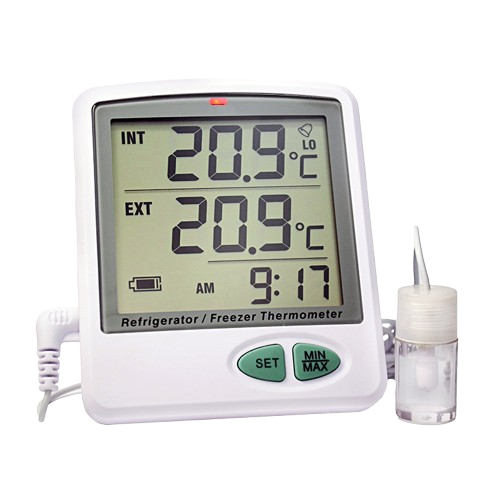 INT 20.9 °C LO
EXT 20.9 °C
AM 9:17
Refrigerator / Freezer Thermometer
SET MIN
MAX